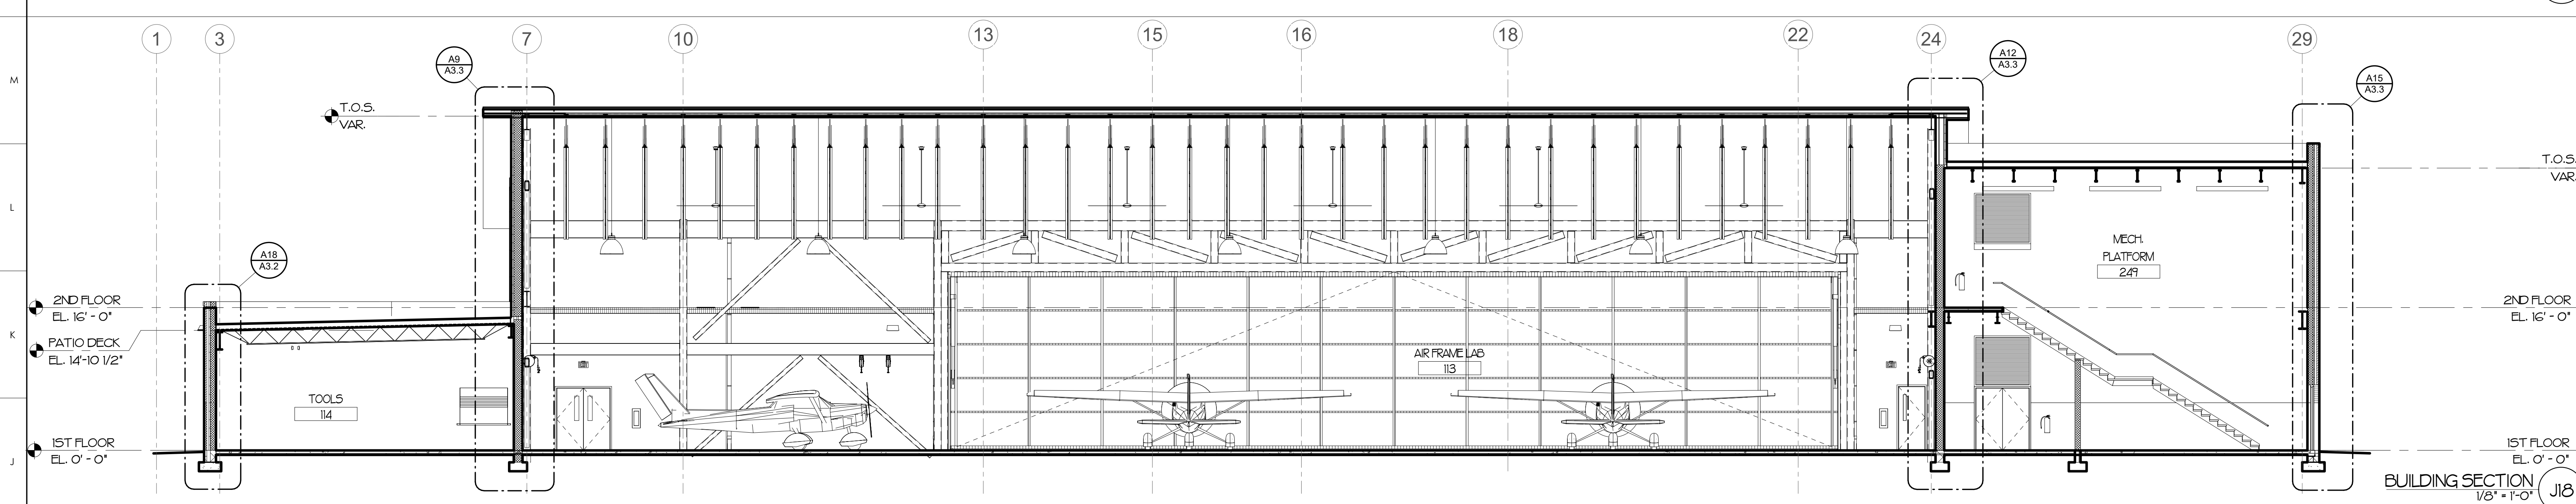 1
3
7
10
13
15
16
18
22
24
29
M
L
K
J
A9
A3.3
A12
A3.3
A15
A3.3
A18
A3.2
T.O.S.
VAR.
T.O.S.
VAR.
MECH.
PLATFORM
249
2ND FLOOR
EL. 16' - 0"
PATIO DECK
EL. 14'-10 1/2"
2ND FLOOR
EL. 16' - 0"
AIR FRAME LAB
113
TOOLS
114
1ST FLOOR
EL. 0' - 0"
1ST FLOOR
EL. 0' - 0"
BUILDING SECTION
1/8" = 1'-0"
J18